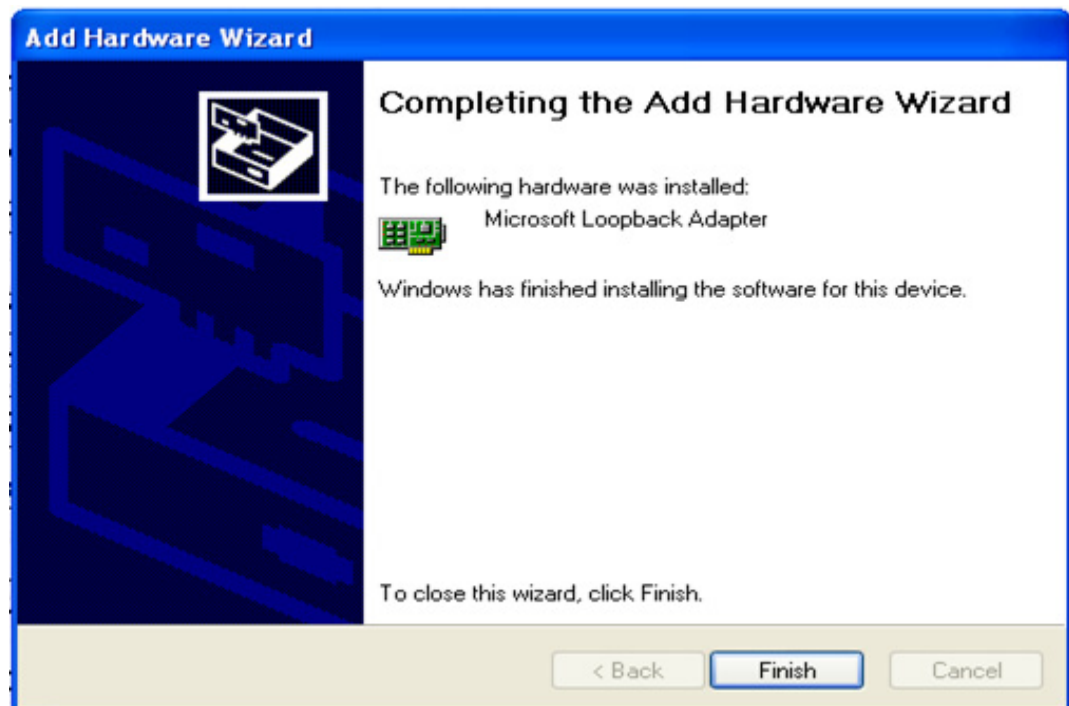 Add Hardware Wizard
Completing the Add Hardware Wizard
The following hardware was installed:
Microsoft Loopback Adapter
Windows has finished installing the software for this device.
To close this wizard, click Finish.
< Back
Finish
Cancel